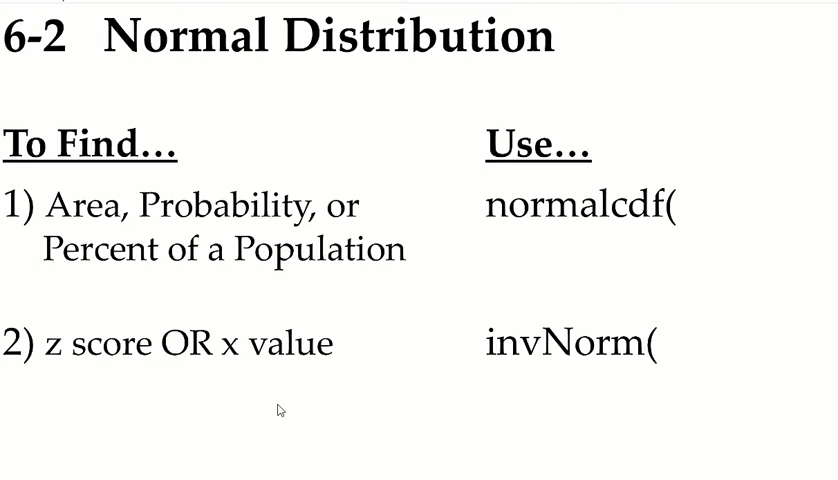 6-2 Normal Distribution
To Find... Use...
1) Area, Probability, or normalcdf(
Percent of a Population
2) z score OR x value invNorm(